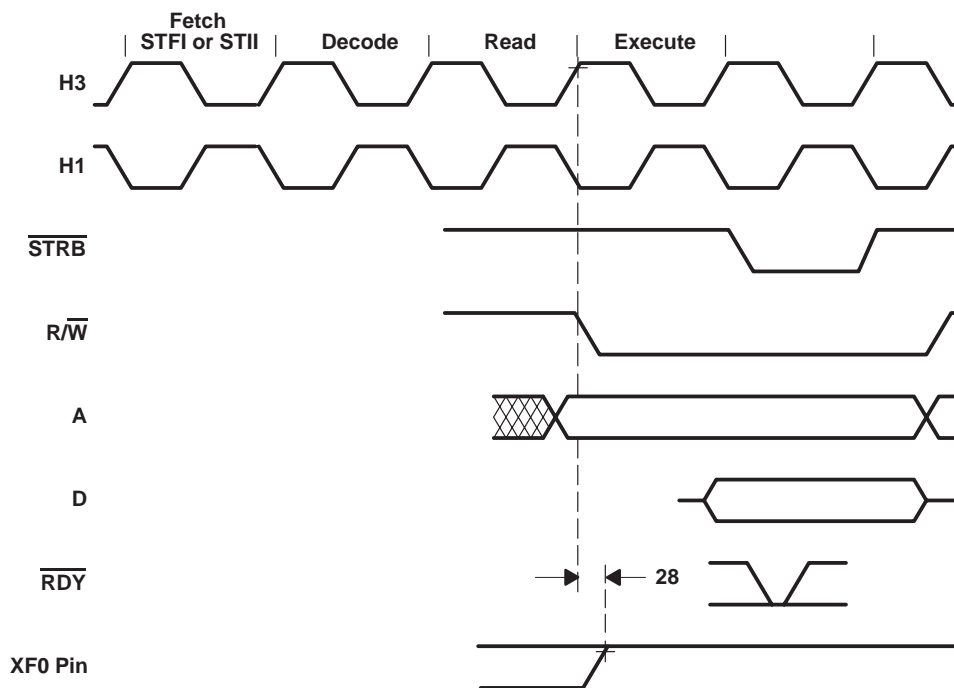 Fetch
STFI or STII
Decode
Read
Execute
H3
H1
STRB
R/W
A
D
RDY
28
XF0 Pin